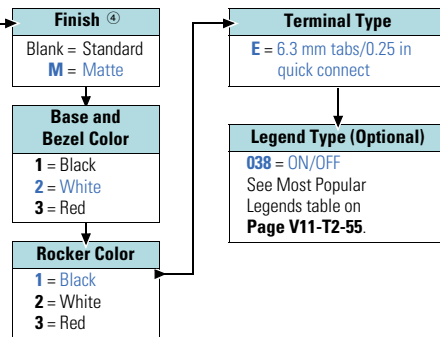 Finish ④
Blank = Standard
M = Matte
Base and
Bezel Color
1 = Black
2 = White
3 = Red
Rocker Color
1 = Black
2 = White
3 = Red
Terminal Type
E = 6.3 mm tabs/0.25 in
quick connect
Legend Type (Optional)
038 = ON/OFF
See Most Popular
Legends table on
Page V11-T2-55.